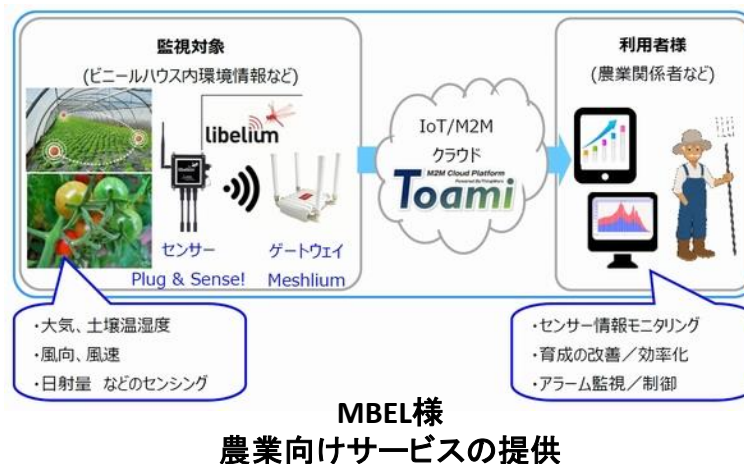 監視対象
(ビニールハウス内環境情報など)
libelium
センサー
ゲートウェイ
Plug & Sense!
Meshlium
IoT/M2M
クラウド
M2M Cloud Platform
Powered By ThingWorx
Toami
利用者様
(農業関係者など)
・大気、土壌温湿度
・風向、風速
・日射量 などのセンシング
・センサー情報モニタリング
・育成の改善／効率化
・アラーム監視／制御
MBEL様
農業向けサービスの提供